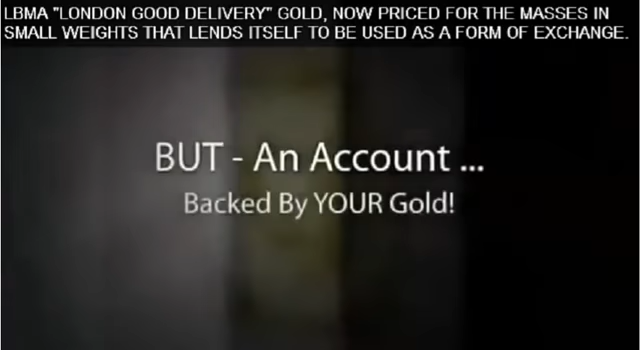 LBMA "LONDON GOOD DELIVERY" GOLD, NOW PRICED FOR THE MASSES IN
SMALL WEIGHTS THAT LENDS ITSELF TO BE USED AS A FORM OF EXCHANGE.
BUT - An Account ...
Backed By YOUR Gold!